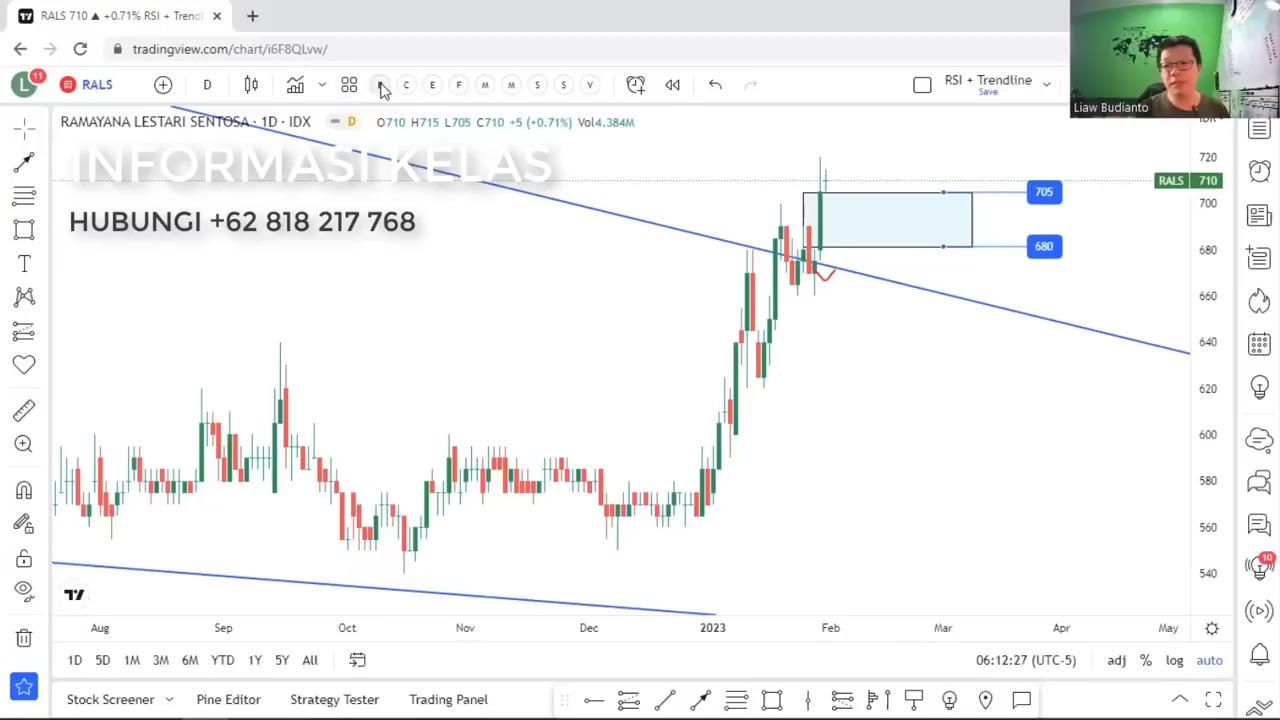 RALS 710 ▲ +0.71% RSI + Trendl
tradingview.com/chart/i6F8QLvw/
L 11 RALS D C E F M M S S V RSI + Trendline
Save
Liaw Budianto
RAMAYANA LESTARI SENTOSA · 1D · IDX D O710 H715 L705 C710 +5 (+0.71%) Vol4.384M
INFORMASI KELAS
HUBUNGI +62 818 217 768
720
RALS 710
705
700
680
680
660
640
620
600
580
560
540
10
Aug Sep Oct Nov Dec 2023 Feb Mar Apr May
1D 5D 1M 3M 6M YTD 1Y 5Y All 06:12:27 (UTC-5) adj % log auto
Stock Screener Pine Editor Strategy Tester Trading Panel